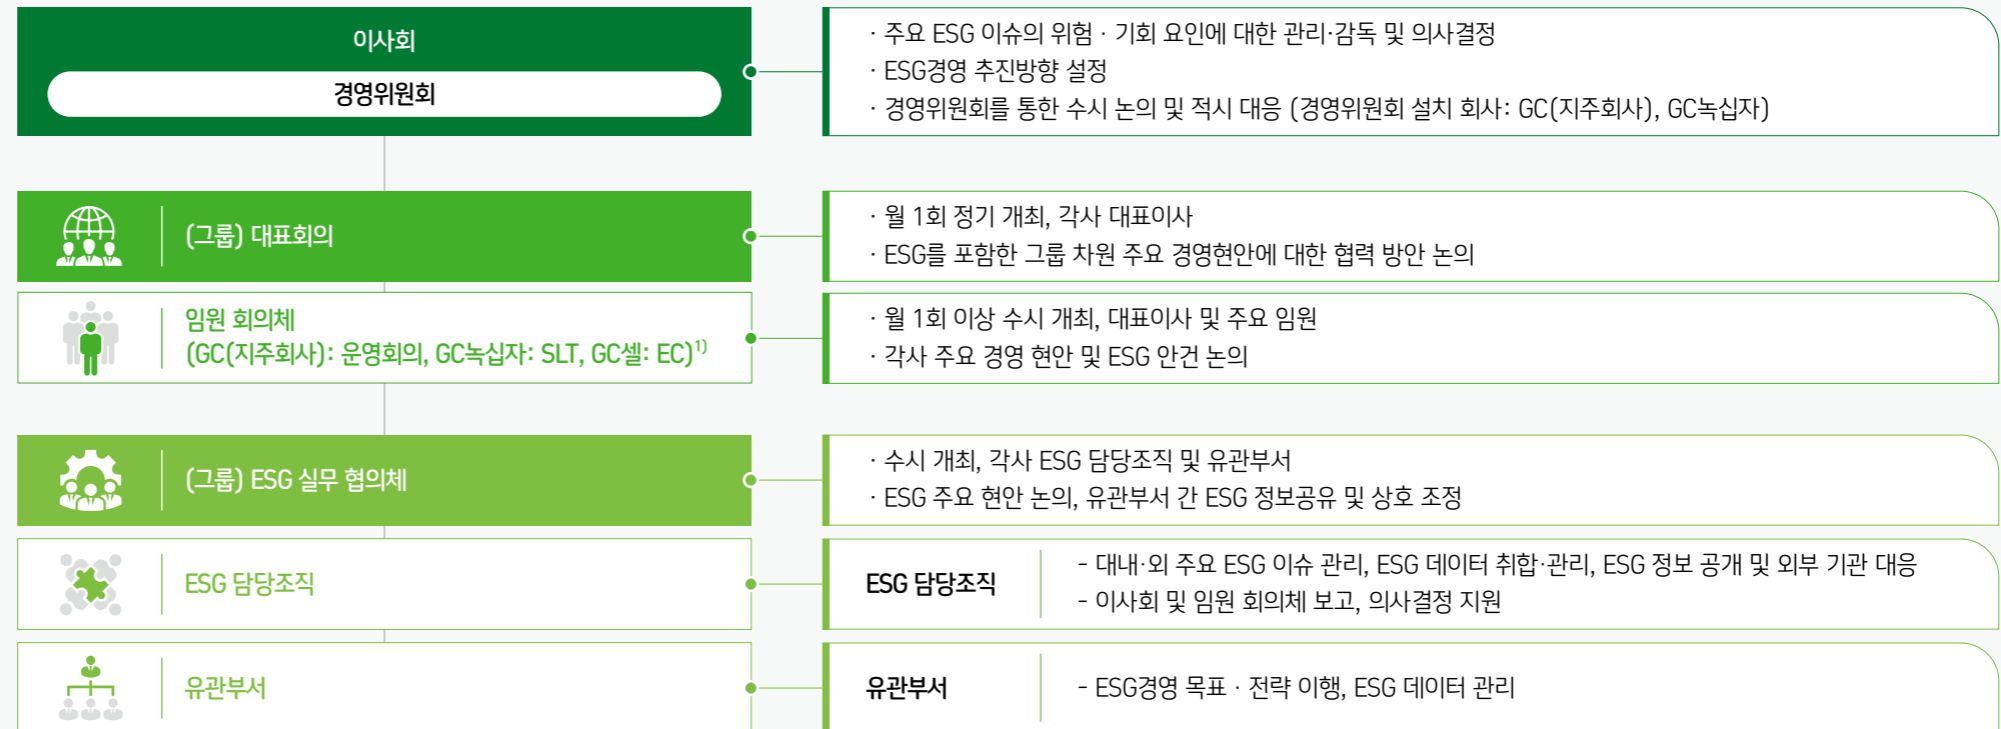 이사회
경영위원회
· 주요 ESG 이슈의 위험 · 기회 요인에 대한 관리·감독 및 의사결정
· ESG경영 추진방향 설정
· 경영위원회를 통한 수시 논의 및 적시 대응 (경영위원회 설치 회사: GC(지주회사), GC녹십자)
(그룹) 대표회의
· 월 1회 정기 개최, 각사 대표이사
· ESG를 포함한 그룹 차원 주요 경영현안에 대한 협력 방안 논의
임원 회의체
(GC(지주회사): 운영회의, GC녹십자: SLT, GC셀: EC)¹⁾
· 월 1회 이상 수시 개최, 대표이사 및 주요 임원
· 각사 주요 경영 현안 및 ESG 안건 논의
(그룹) ESG 실무 협의체
· 수시 개최, 각사 ESG 담당조직 및 유관부서
· ESG 주요 현안 논의, 유관부서 간 ESG 정보공유 및 상호 조정
ESG 담당조직
ESG 담당조직
- 대내·외 주요 ESG 이슈 관리, ESG 데이터 취합·관리, ESG 정보 공개 및 외부 기관 대응
- 이사회 및 임원 회의체 보고, 의사결정 지원
유관부서
유관부서
- ESG경영 목표 · 전략 이행, ESG 데이터 관리